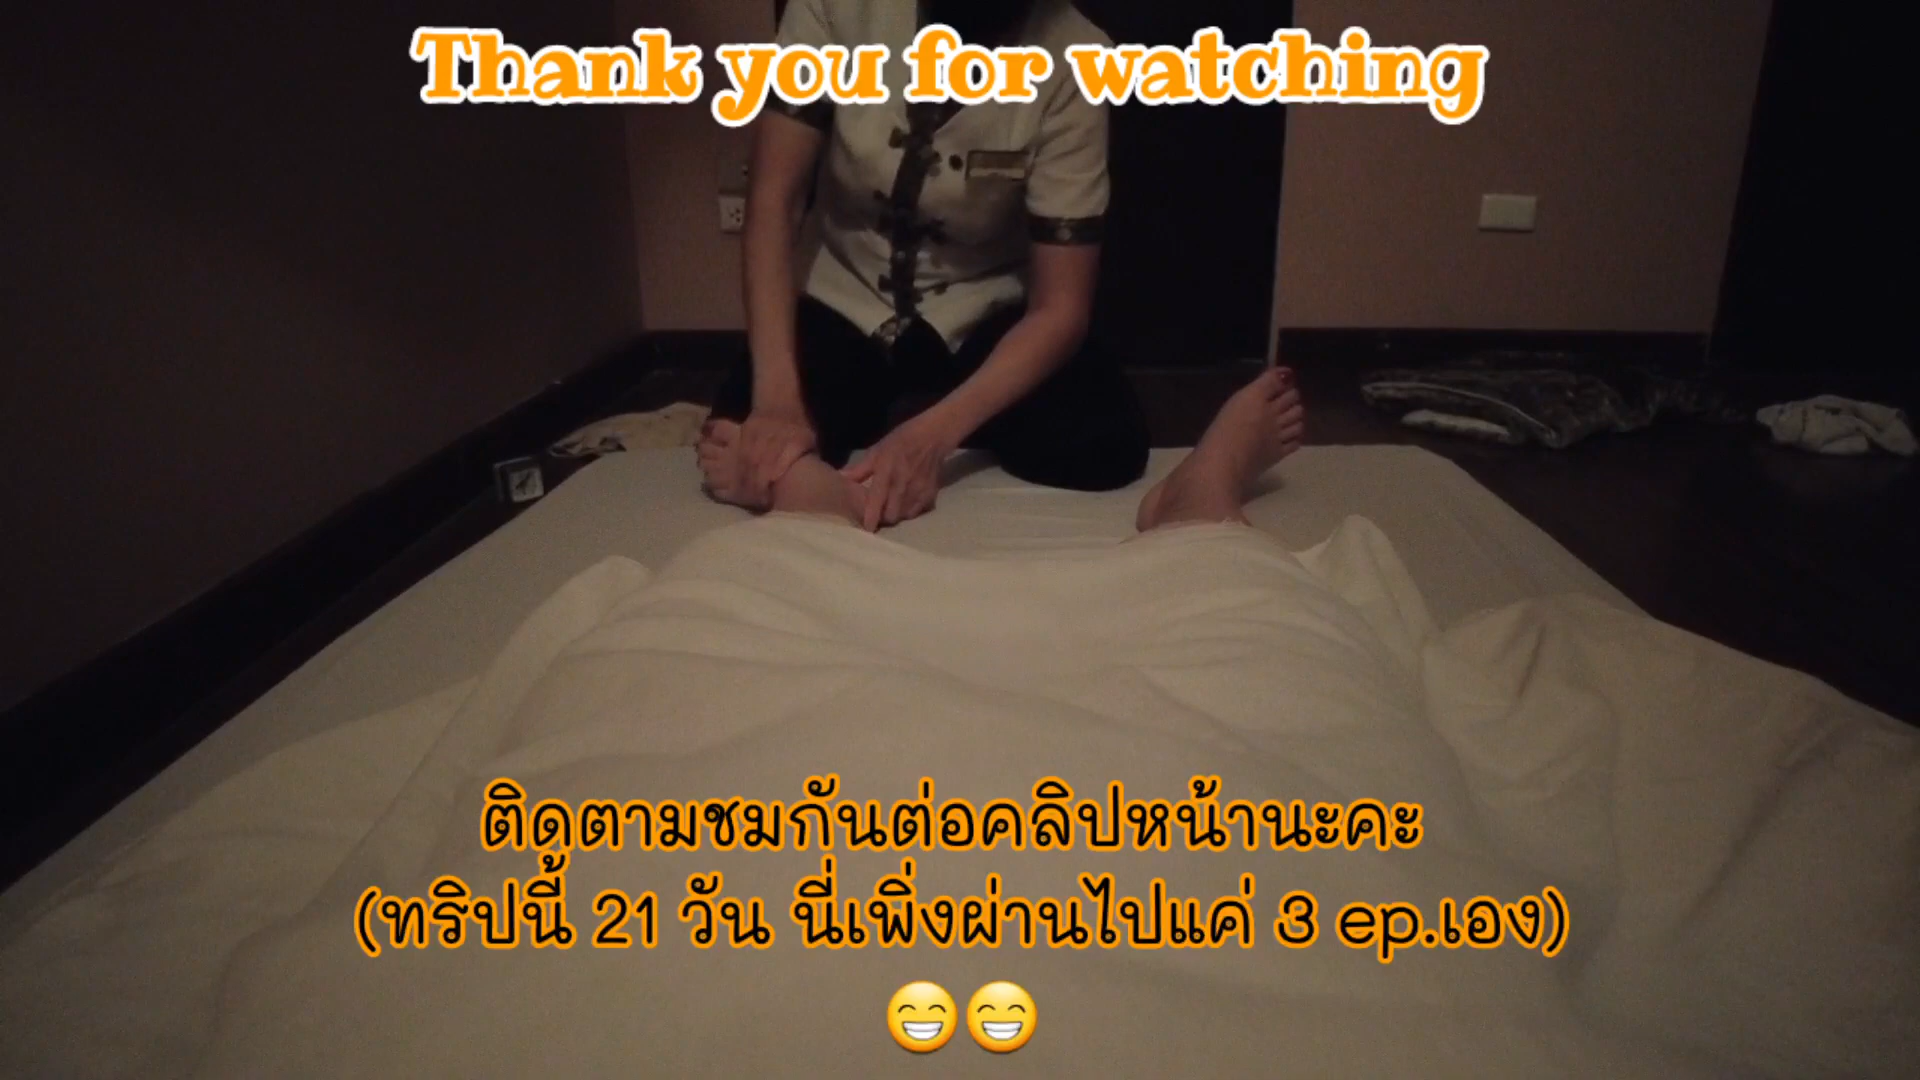 Thank you for watching
ติดตามชมกันต่อคลิปหน้านะคะ
(ทริปนี้ 21 วัน นี่เพิ่งผ่านไปแค่ 3 ep.เอง)
😁😁